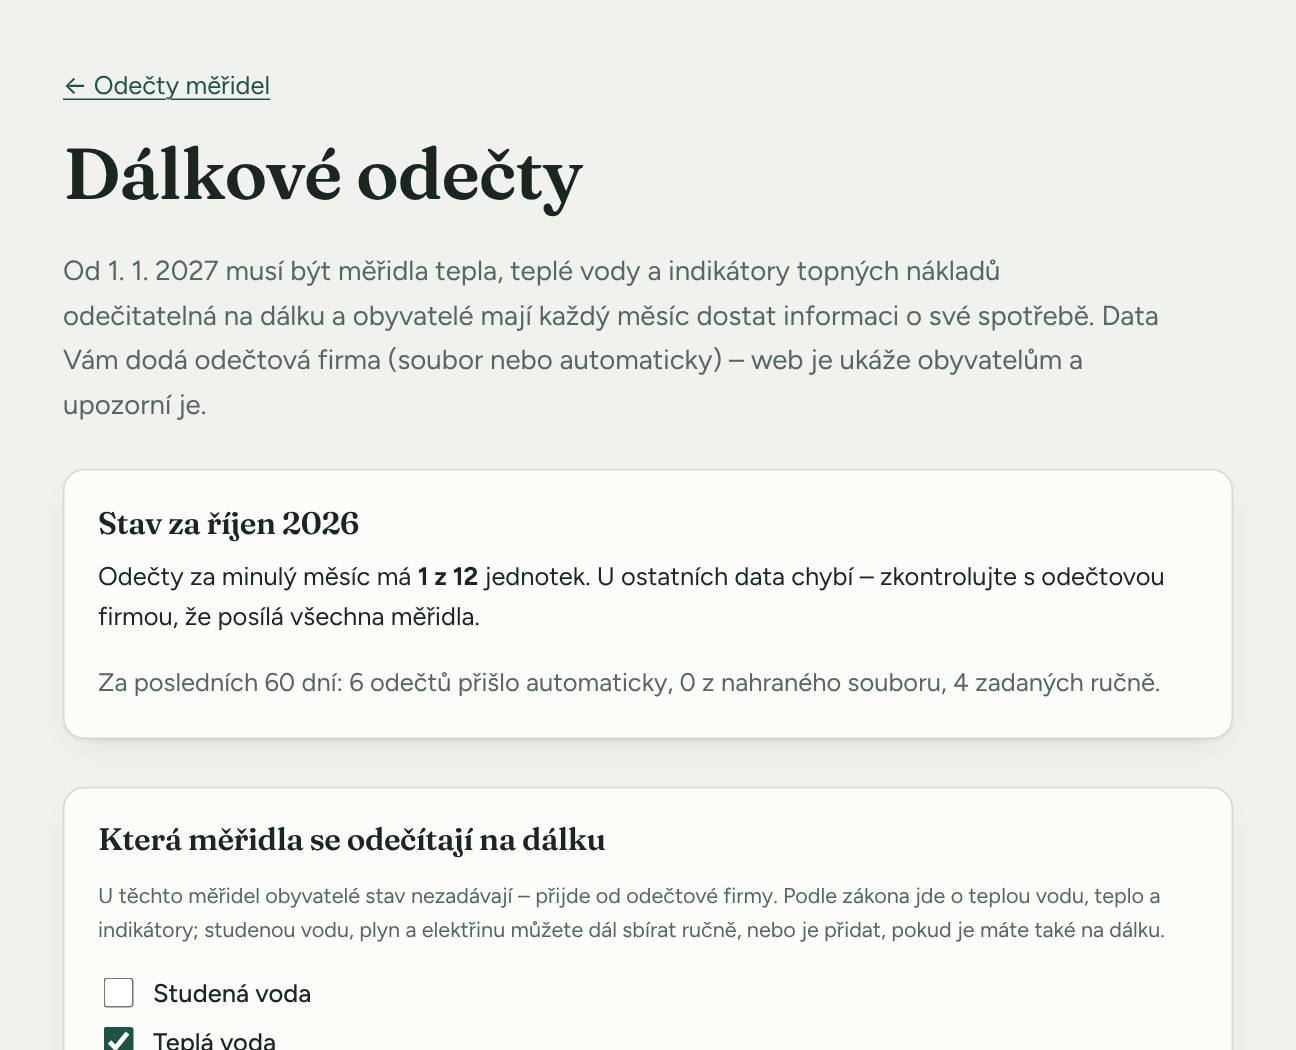 ← Odečty měřidel
Dálkové odečty
Od 1. 1. 2027 musí být měřidla tepla, teplé vody a indikátory topných nákladů
odečitatelná na dálku a obyvatelé mají každý měsíc dostat informaci o své spotřebě. Data
Vám dodá odečtová firma (soubor nebo automaticky) – web je ukáže obyvatelům a
upozorní je.
Stav za říjen 2026
Odečty za minulý měsíc má 1 z 12 jednotek. U ostatních data chybí – zkontrolujte s odečtovou
firmou, že posílá všechna měřidla.
Za posledních 60 dní: 6 odečtů přišlo automaticky, 0 z nahraného souboru, 4 zadaných ručně.
Která měřidla se odečítají na dálku
U těchto měřidel obyvatelé stav nezadávají – přijde od odečtové firmy. Podle zákona jde o teplou vodu, teplo a
indikátory; studenou vodu, plyn a elektřinu můžete dál sbírat ručně, nebo je přidat, pokud je máte také na dálku.
Studená voda
Teplá voda